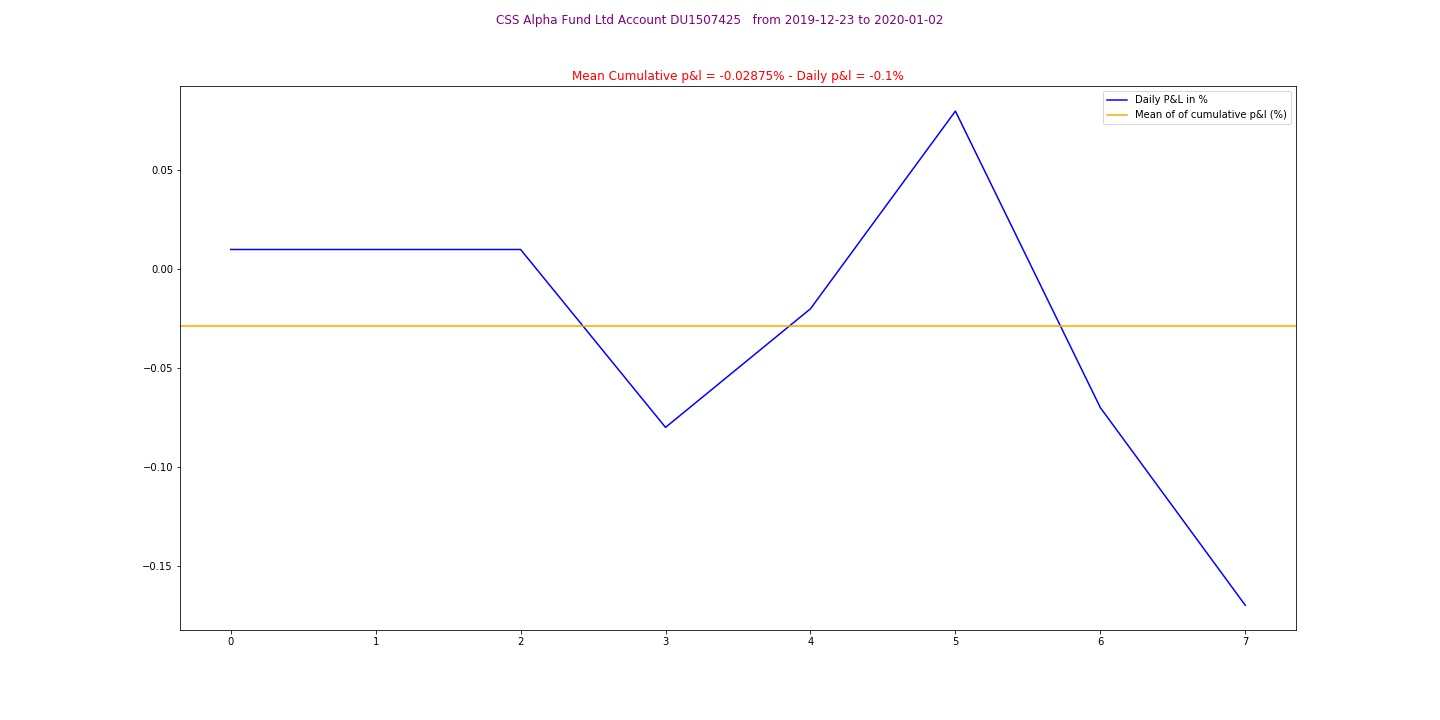 CSS Alpha Fund Ltd Account DU1507425   from 2019-12-23 to 2020-01-02
Mean Cumulative p&l = -0.02875% - Daily p&l = -0.1%
Daily P&L in %
Mean of of cumulative p&l (%)
0.05
0.00
−0.05
−0.10
−0.15
0 1 2 3 4 5 6 7